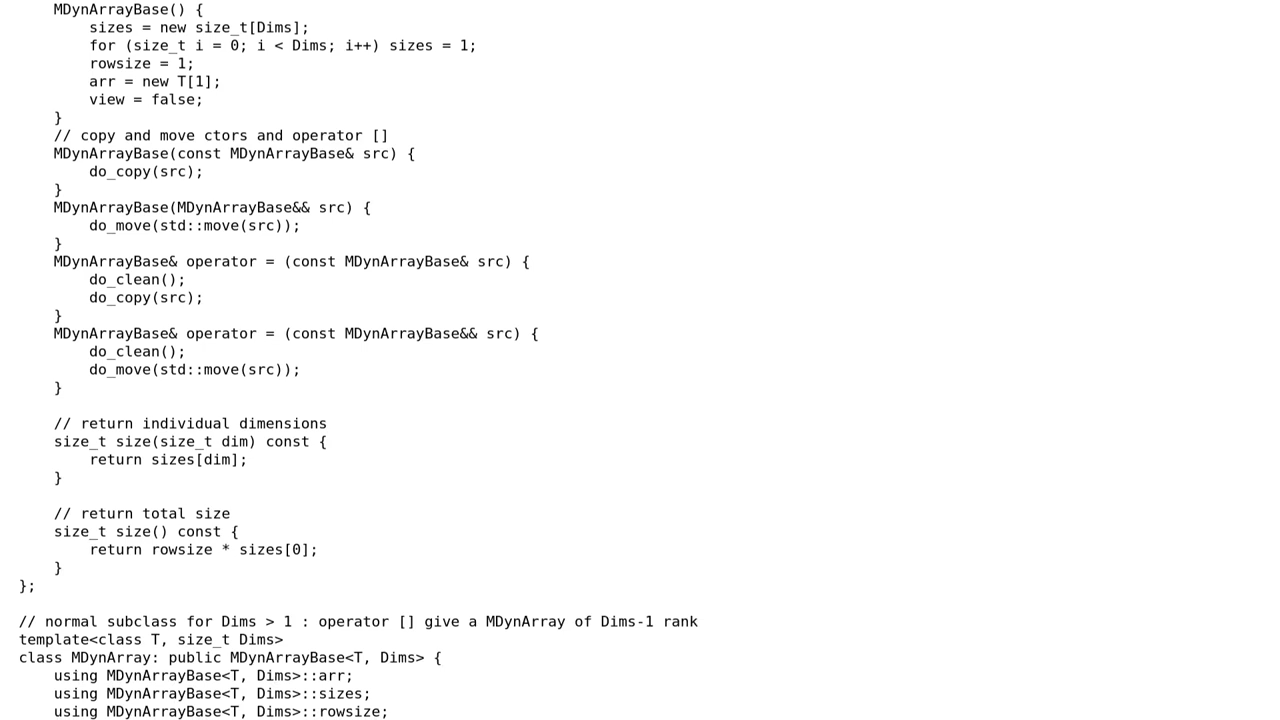 MDynArrayBase() {
        sizes = new size_t[Dims];
        for (size_t i = 0; i < Dims; i++) sizes = 1;
        rowsize = 1;
        arr = new T[1];
        view = false;
    }
    // copy and move ctors and operator []
    MDynArrayBase(const MDynArrayBase& src) {
        do_copy(src);
    }
    MDynArrayBase(MDynArrayBase&& src) {
        do_move(std::move(src));
    }
    MDynArrayBase& operator = (const MDynArrayBase& src) {
        do_clean();
        do_copy(src);
    }
    MDynArrayBase& operator = (const MDynArrayBase&& src) {
        do_clean();
        do_move(std::move(src));
    }

    // return individual dimensions
    size_t size(size_t dim) const {
        return sizes[dim];
    }

    // return total size
    size_t size() const {
        return rowsize * sizes[0];
    }
};

// normal subclass for Dims > 1 : operator [] give a MDynArray of Dims-1 rank
template<class T, size_t Dims>
class MDynArray: public MDynArrayBase<T, Dims> {
    using MDynArrayBase<T, Dims>::arr;
    using MDynArrayBase<T, Dims>::sizes;
    using MDynArrayBase<T, Dims>::rowsize;